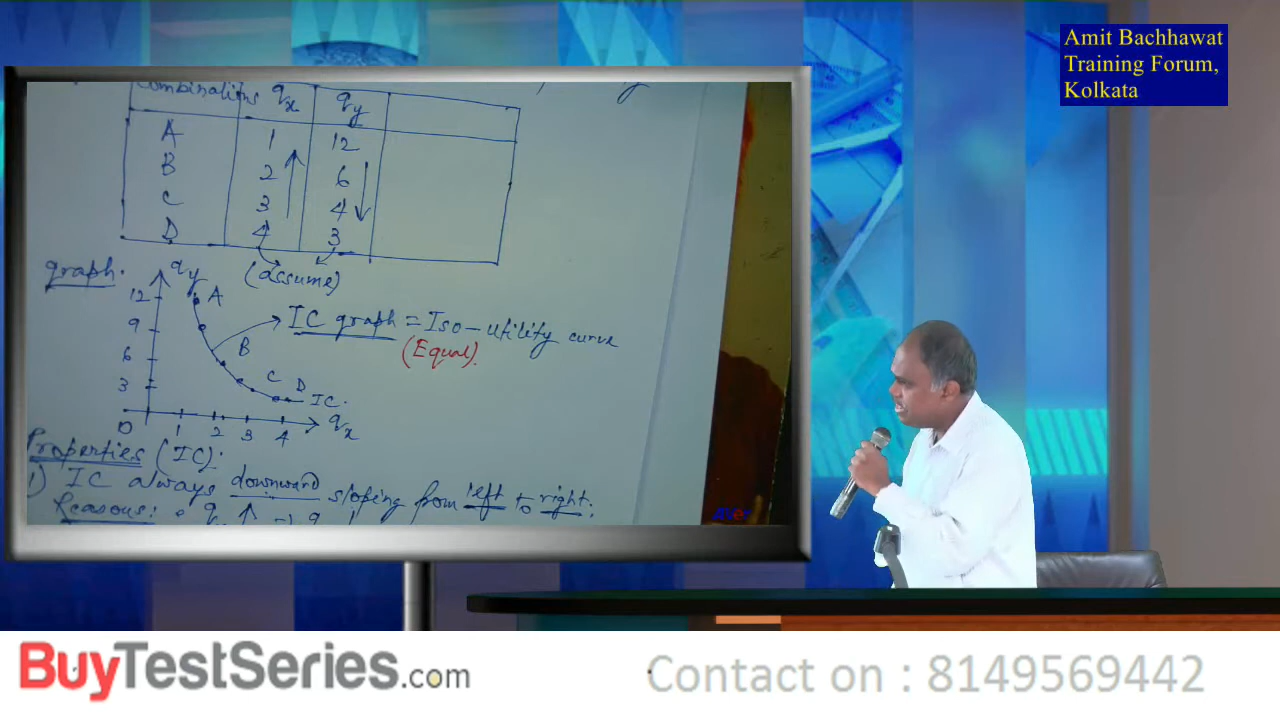 Amit Bachhawat
Training Forum,
Kolkata
Combinations qx qy
A 1 12
B 2 6
C 3 4
D 4 3
(assume)
graph.
qy
12 A
9
6 B
3 C D IC.
0 1 2 3 4 qx
IC graph = Iso-utility curve
(Equal).
Properties (IC):
1) IC always downward sloping from left to right.
Reasons:
BuyTestSeries.com
Contact on : 8149569442